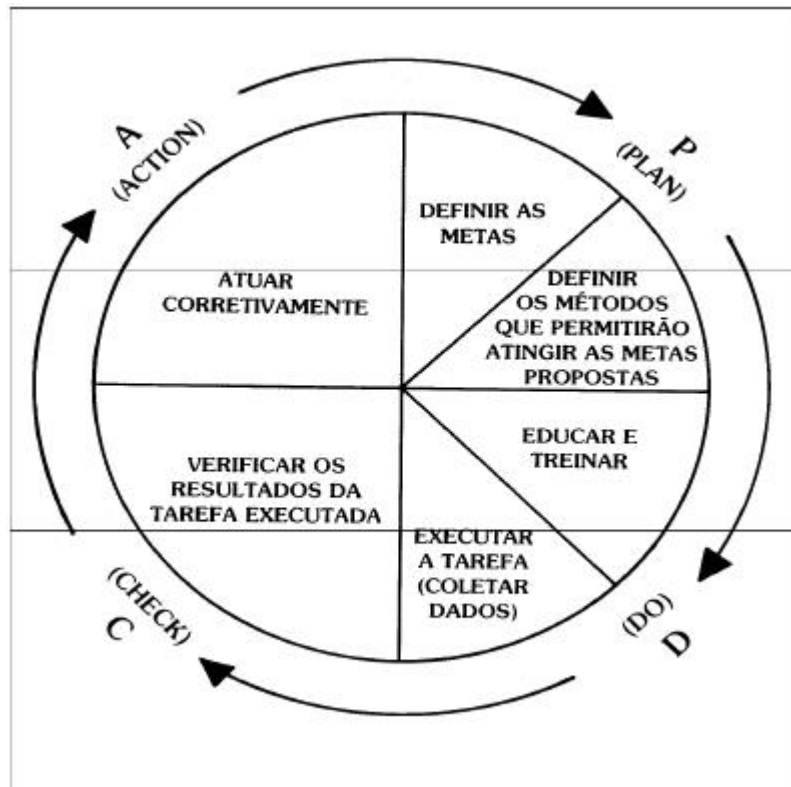 A
(ACTION)
P
(PLAN)
DEFINIR AS
METAS
DEFINIR
OS MÉTODOS
QUE PERMITIRÃO
ATINGIR AS METAS
PROPOSTAS
ATUAR
CORRETIVAMENTE
EDUCAR E
TREINAR
VERIFICAR OS
RESULTADOS DA
TAREFA EXECUTADA
EXECUTAR
A TAREFA
(COLETAR
DADOS)
(CHECK)
C
(DO)
D